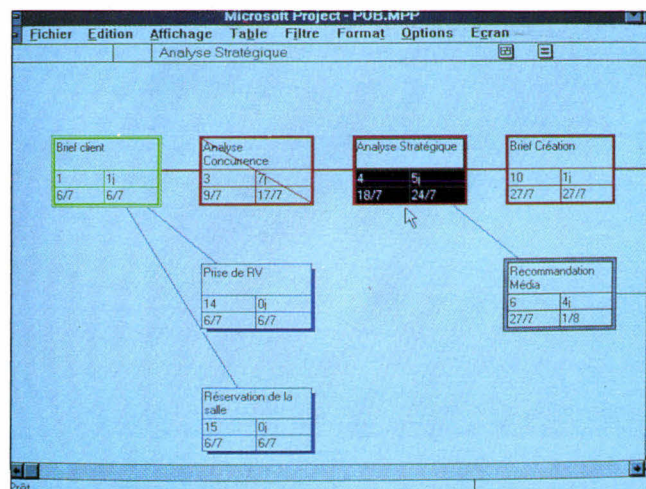 Microsoft Project - PUB.MPP
Fichier Edition Affichage Table Filtre Format Options Ecran
Analyse Stratégique
Brief client
1 1j
6/7 6/7
Analyse
Concurrence
3 7j
9/7 17/7
Analyse Stratégique
4 5j
18/7 24/7
Brief Création
10 1j
27/7 27/7
Prise de RV
14 0j
6/7 6/7
Recommandation
Média
6 4j
27/7 1/8
Réservation de la
salle
15 0j
6/7 6/7
Prêt